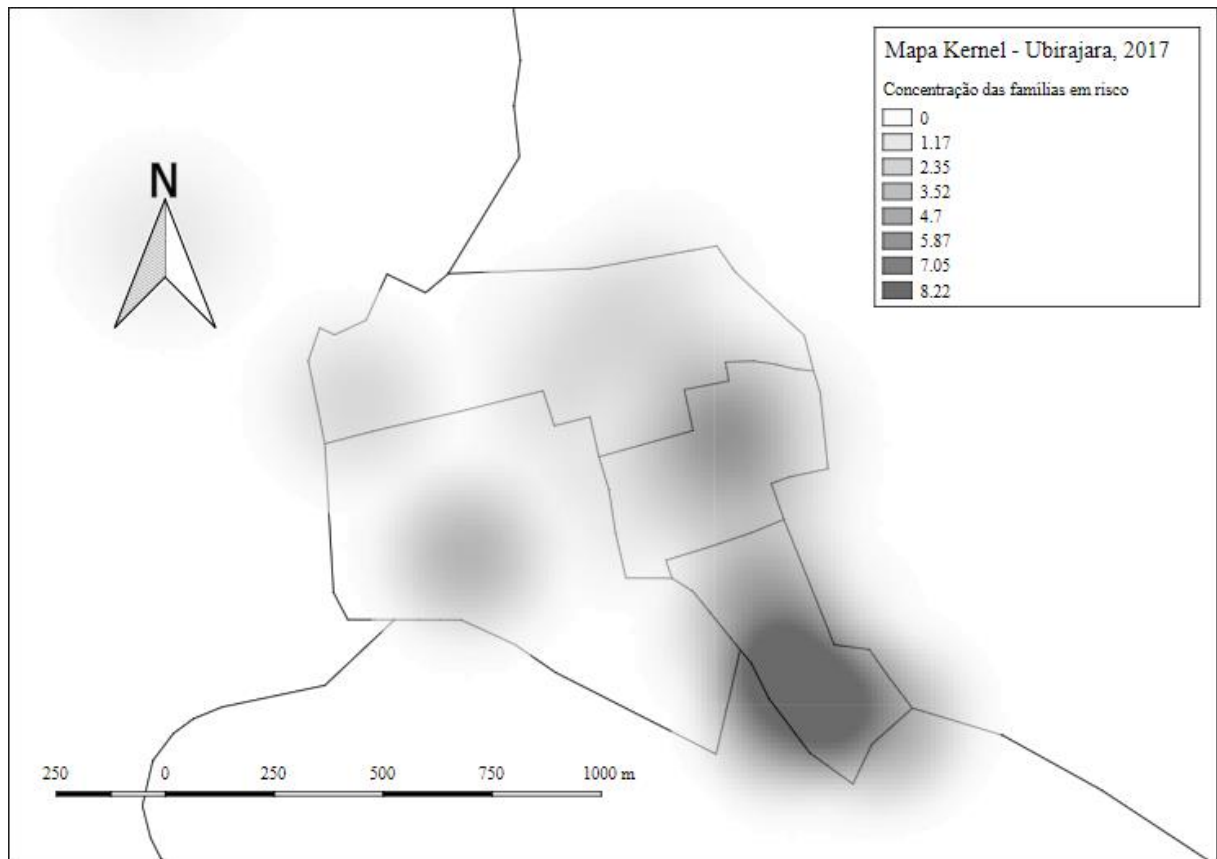 Mapa Kernel - Ubirajara, 2017
Concentração das famílias em risco
0
1.17
2.35
3.52
4.7
5.87
7.05
8.22
N
250 0 250 500 750 1000 m